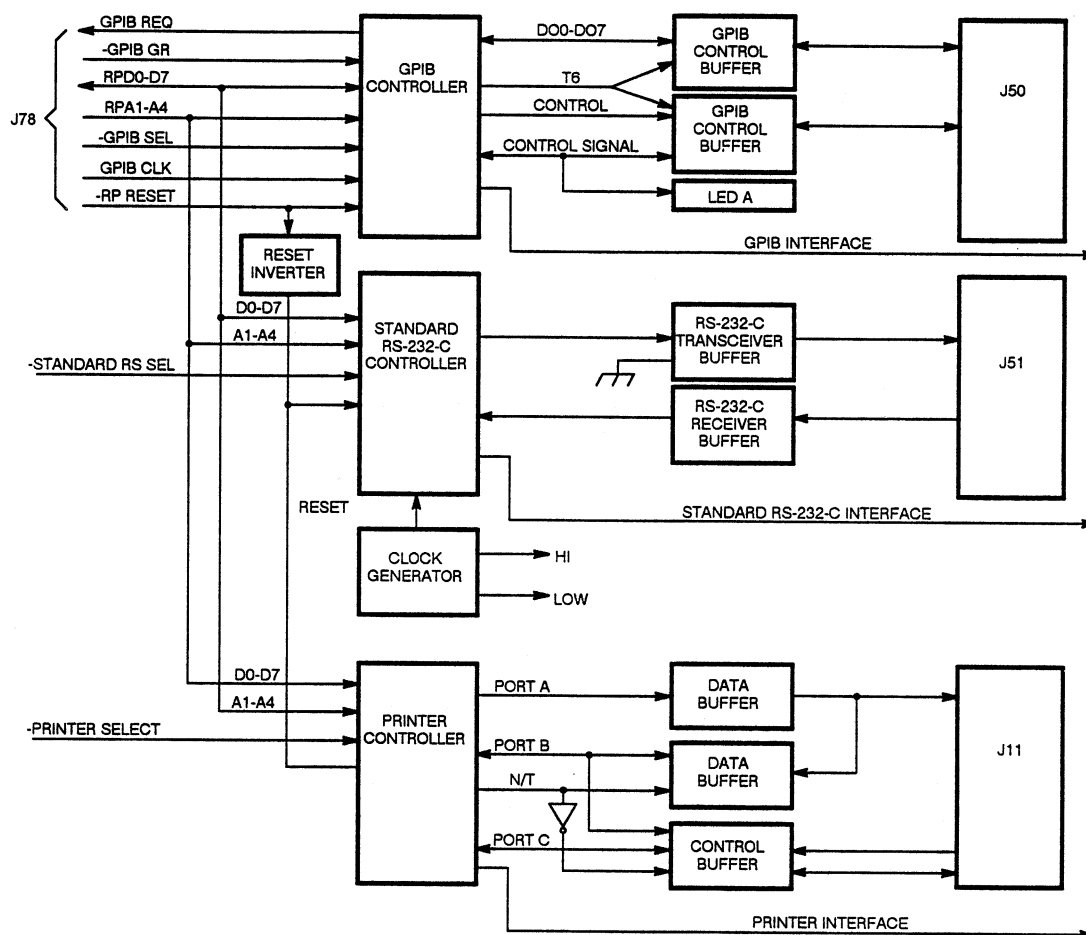 GPIB REQ
-GPIB GR
RPD0-D7
RPA1-A4
-GPIB SEL
GPIB CLK
-RP RESET
J78
GPIB
CONTROLLER
DO0-DO7
T6
CONTROL
CONTROL SIGNAL
GPIB
CONTROL
BUFFER
GPIB
CONTROL
BUFFER
LED A
J50
GPIB INTERFACE
RESET
INVERTER
D0-D7
A1-A4
-STANDARD RS SEL
STANDARD
RS-232-C
CONTROLLER
RS-232-C
TRANSCEIVER
BUFFER
RS-232-C
RECEIVER
BUFFER
J51
RESET
STANDARD RS-232-C INTERFACE
CLOCK
GENERATOR
HI
LOW
D0-D7
A1-A4
-PRINTER SELECT
PRINTER
CONTROLLER
PORT A
PORT B
N/T
PORT C
DATA
BUFFER
DATA
BUFFER
CONTROL
BUFFER
J11
PRINTER INTERFACE